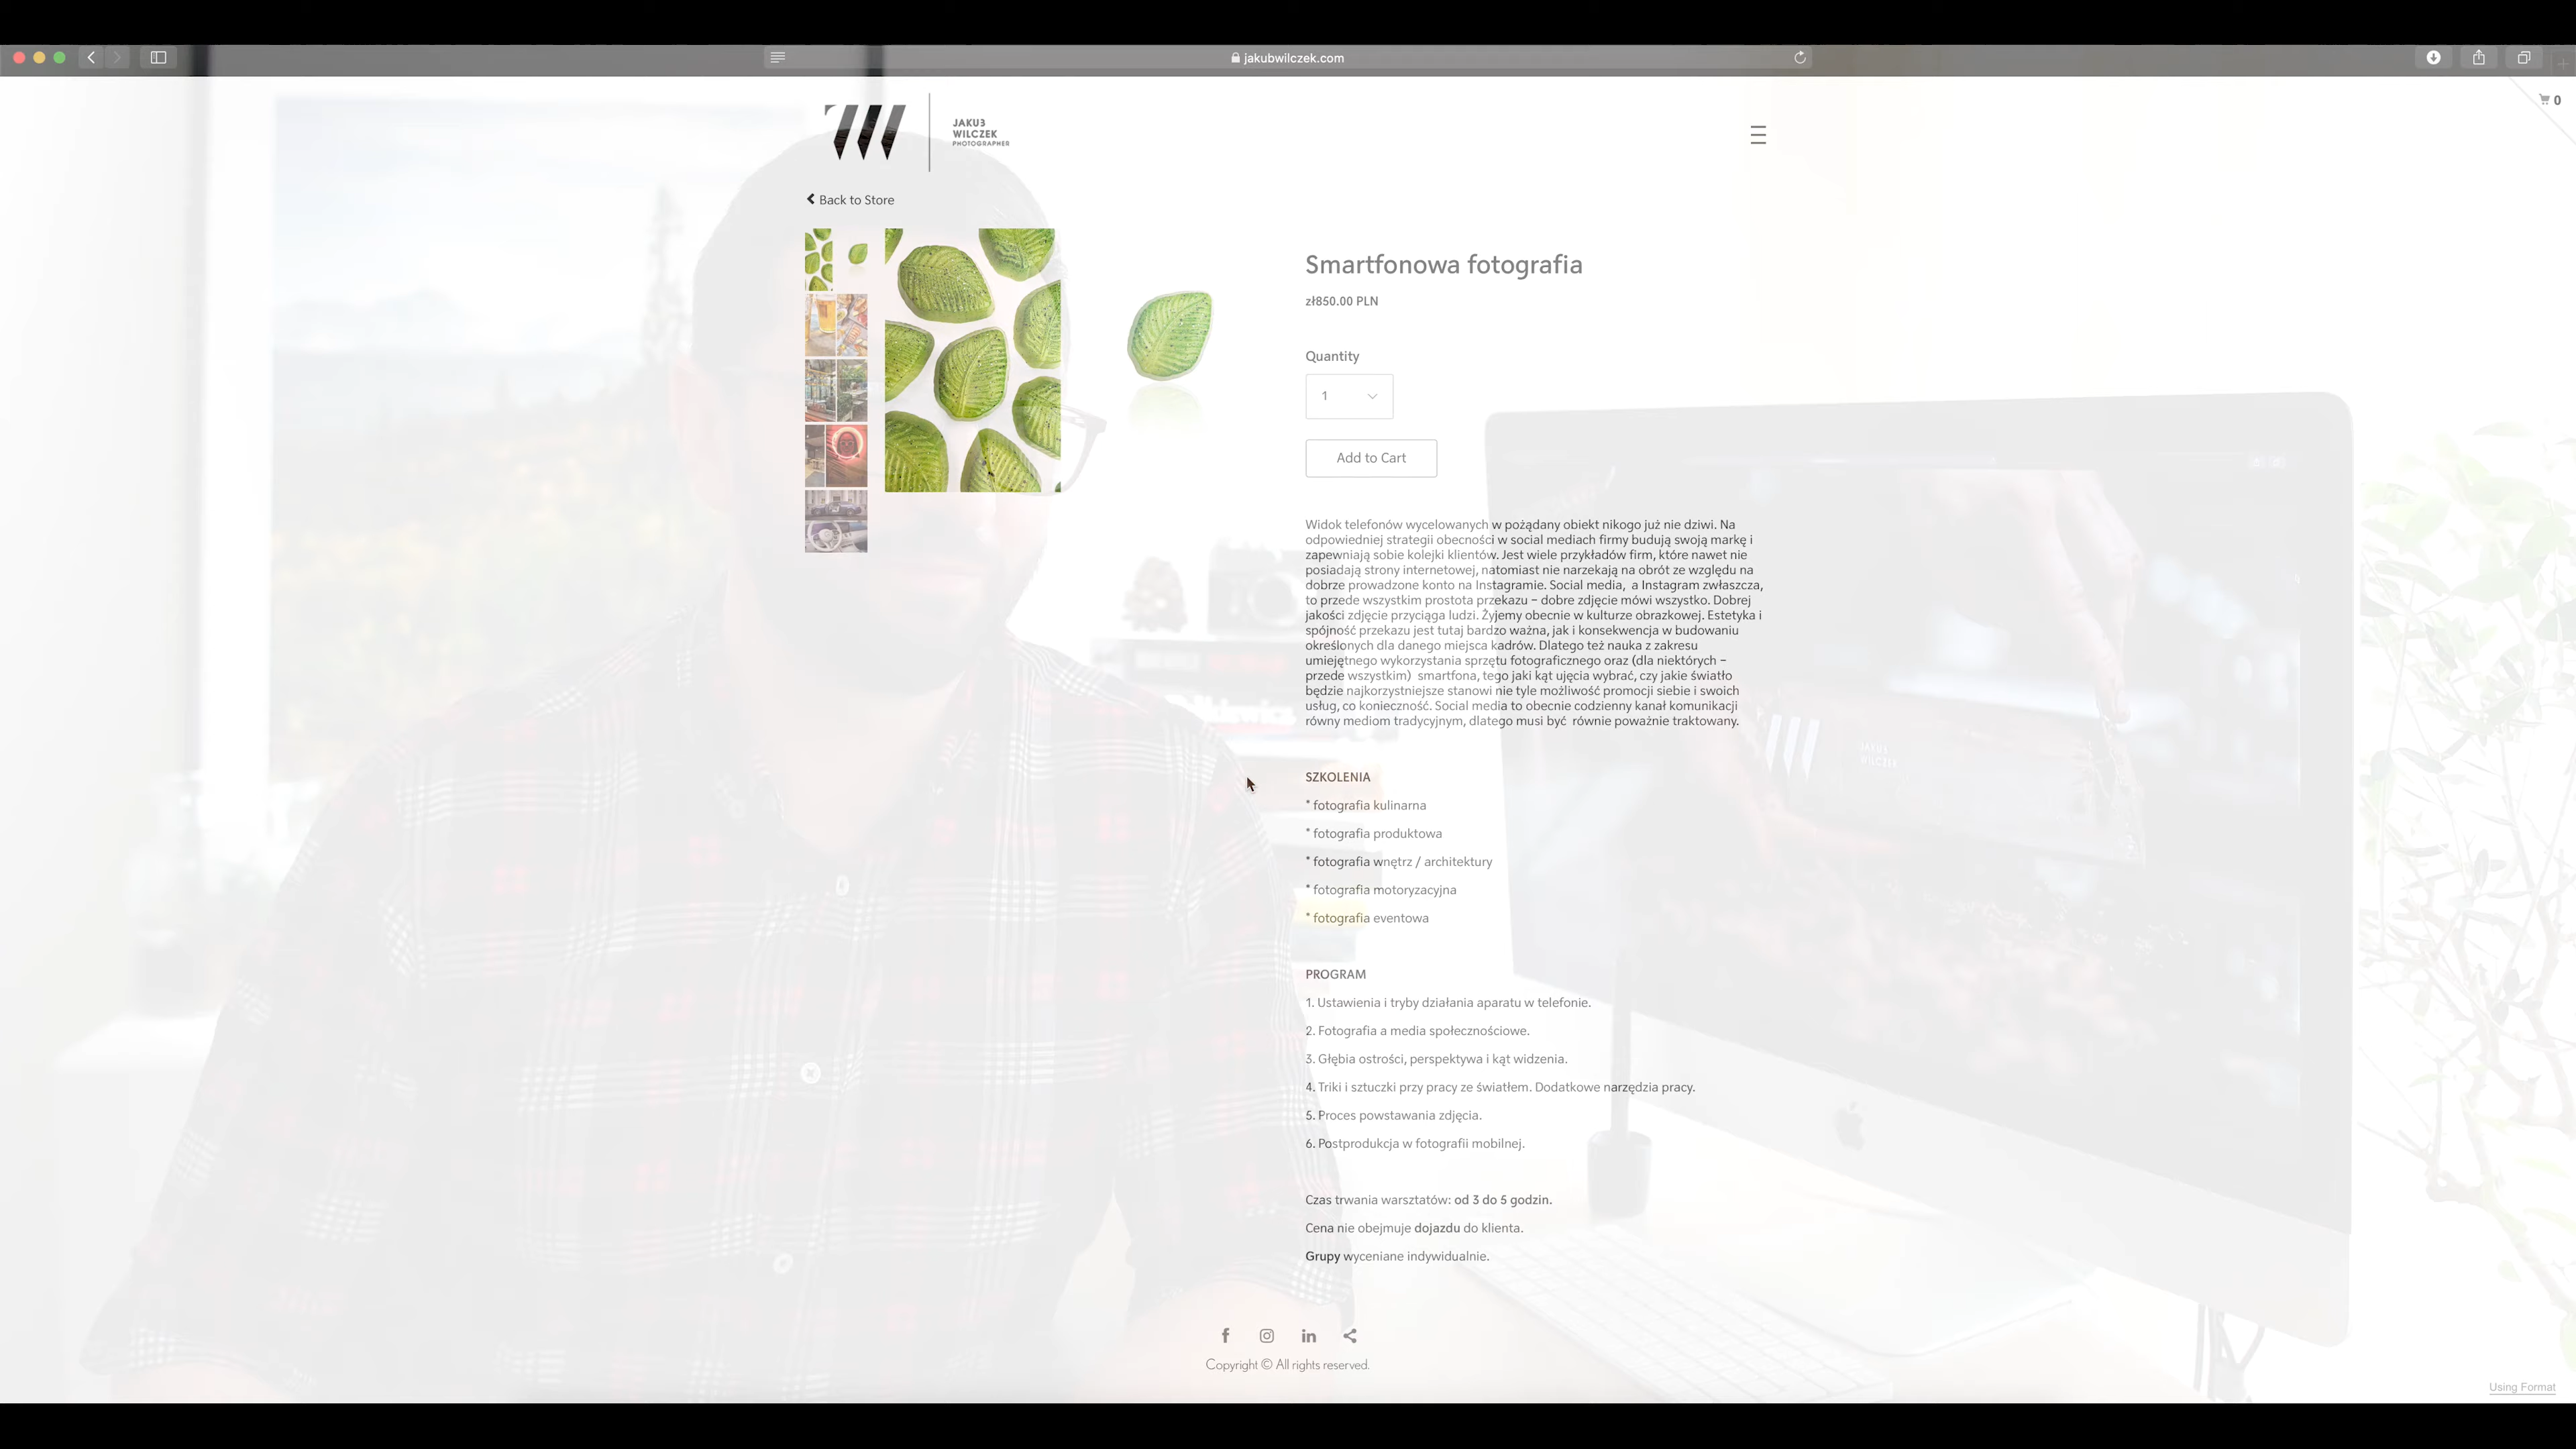 jakubwilczek.com
0
JAKUB
WILCZEK
PHOTOGRAPHER
Back to Store
Smartfonowa fotografia
zł850.00 PLN
Quantity
1
Add to Cart
Widok telefonów wycelowanych w pożądany obiekt nikogo już nie dziwi. Na
odpowiedniej strategii obecności w social mediach firmy budują swoją markę i
zapewniają sobie kolejki klientów. Jest wiele przykładów firm, które nawet nie
posiadają strony internetowej, natomiast nie narzekają na obrót ze względu na
dobrze prowadzone konto na Instagramie. Social media, a Instagram zwłaszcza,
to przede wszystkim prostota przekazu – dobre zdjęcie mówi wszystko. Dobrej
jakości zdjęcie przyciąga ludzi. Żyjemy obecnie w kulturze obrazkowej. Estetyka i
spójność przekazu jest tutaj bardzo ważna, jak i konsekwencja w budowaniu
określonych dla danego miejsca kadrów. Dlatego też nauka z zakresu
umiejętnego wykorzystania sprzętu fotograficznego oraz (dla niektórych –
przede wszystkim) smartfona, tego jaki kąt ujęcia wybrać, czy jakie światło
będzie najkorzystniejsze stanowi nie tyle możliwość promocji siebie i swoich
usług, co konieczność. Social media to obecnie codzienny kanał komunikacji
równy mediom tradycyjnym, dlatego musi być równie poważnie traktowany.
JAKUB
WILCZEK
SZKOLENIA
* fotografia kulinarna
* fotografia produktowa
* fotografia wnętrz / architektury
* fotografia motoryzacyjna
* fotografia eventowa
PROGRAM
1. Ustawienia i tryby działania aparatu w telefonie.
2. Fotografia a media społecznościowe.
3. Głębia ostrości, perspektywa i kąt widzenia.
4. Triki i sztuczki przy pracy ze światłem. Dodatkowe narzędzia pracy.
5. Proces powstawania zdjęcia.
6. Postprodukcja w fotografii mobilnej.
Czas trwania warsztatów: od 3 do 5 godzin.
Cena nie obejmuje dojazdu do klienta.
Grupy wyceniane indywidualnie.
Copyright © All rights reserved.
Using Format